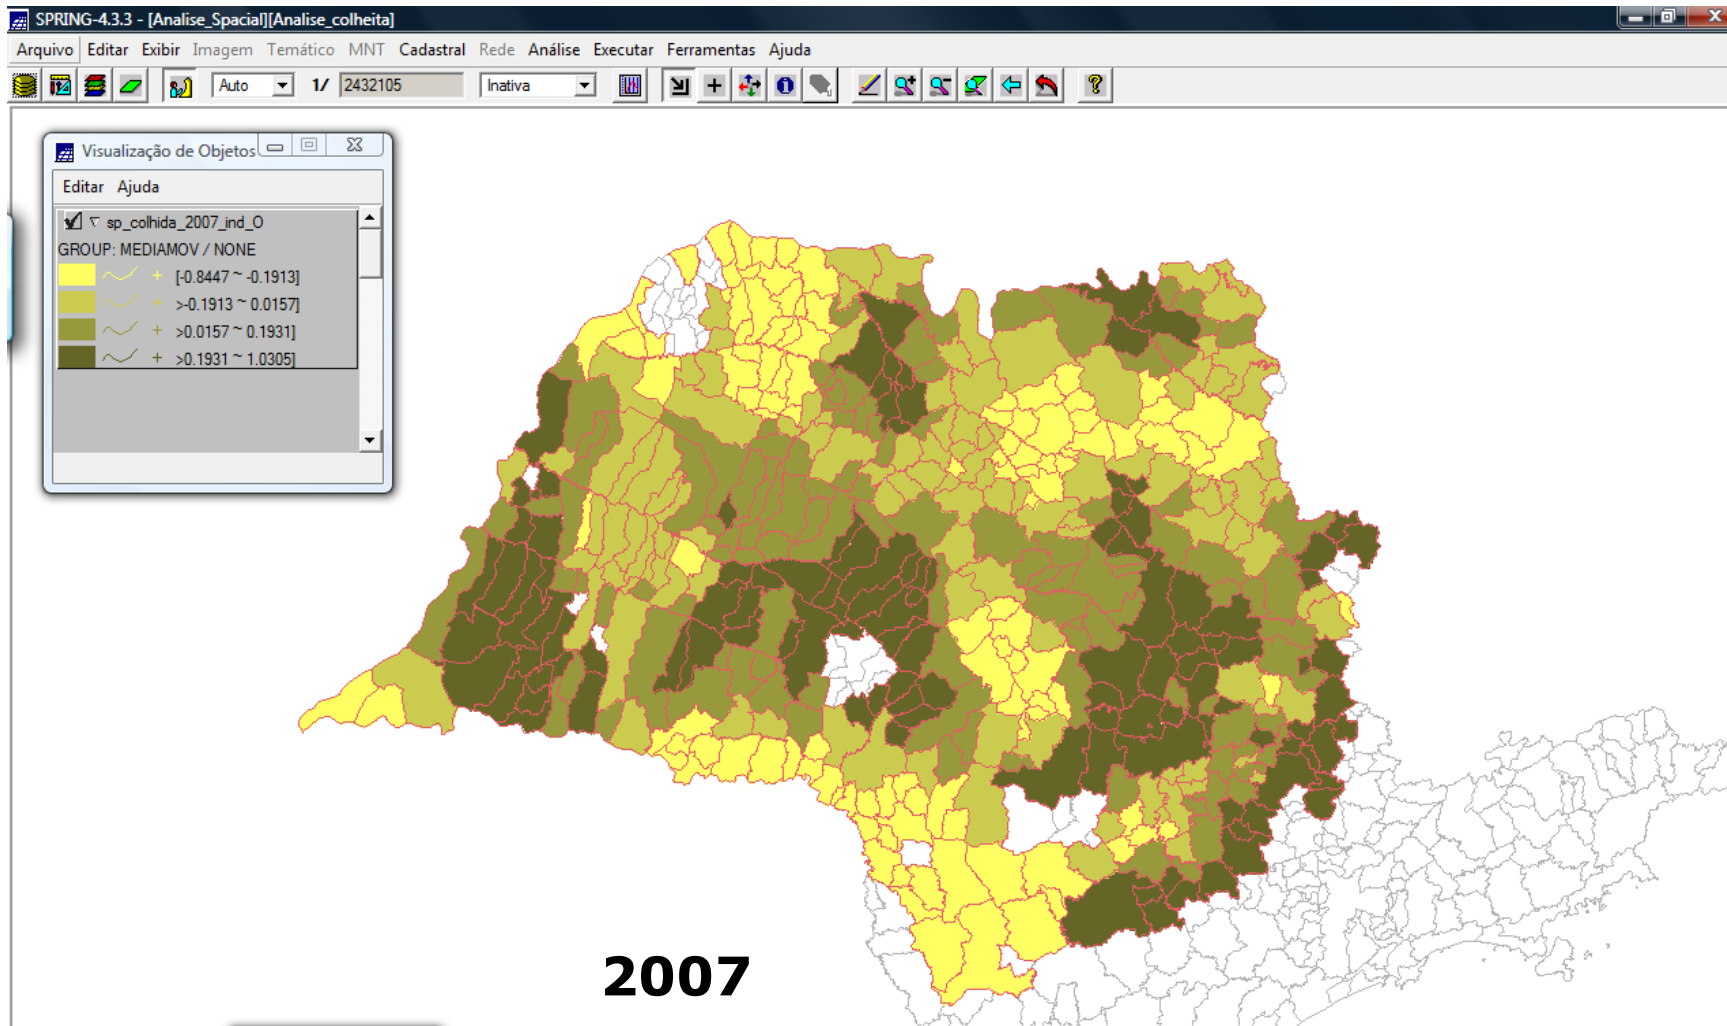 SPRING-4.3.3 - [Analise_Spacial][Analise_colheita]
Arquivo Editar Exibir Imagem Temático MNT Cadastral Rede Análise Executar Ferramentas Ajuda
Auto 1/ 2432105 Inativa
Visualização de Objetos
Editar Ajuda
sp_colhida_2007_ind_O
GROUP: MEDIAMOV / NONE
[-0.8447 ~ -0.1913]
>-0.1913 ~ 0.0157]
>0.0157 ~ 0.1931]
>0.1931 ~ 1.0305]
2007